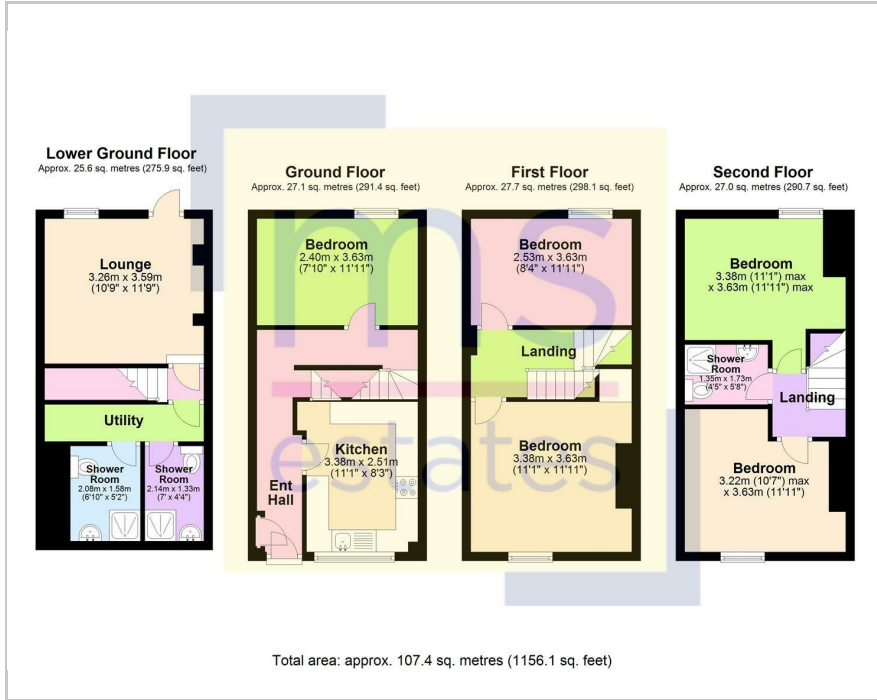 Lower Ground Floor
Approx. 25.6 sq. metres (275.9 sq. feet)
Lounge
3.26m x 3.59m
(10'9" x 11'9")
Utility
Shower
Room
2.08m x 1.58m
(6'10" x 5'2")
Shower
Room
2.14m x 1.33m
(7' x 4'4")
Ground Floor
Approx. 27.1 sq. metres (291.4 sq. feet)
Bedroom
2.40m x 3.63m
(7'10" x 11'11")
Kitchen
3.38m x 2.51m
(11'1" x 8'3")
Ent
Hall
First Floor
Approx. 27.7 sq. metres (298.1 sq. feet)
Bedroom
2.53m x 3.63m
(8'4" x 11'11")
Landing
Bedroom
3.38m x 3.63m
(11'1" x 11'11")
Second Floor
Approx. 27.0 sq. metres (290.7 sq. feet)
Bedroom
3.38m (11'1") max
x 3.63m (11'11") max
Shower
Room
1.35m x 1.73m
(4'5" x 5'8")
Landing
Bedroom
3.22m (10'7") max
x 3.63m (11'11")
ms
estates
Total area: approx. 107.4 sq. metres (1156.1 sq. feet)